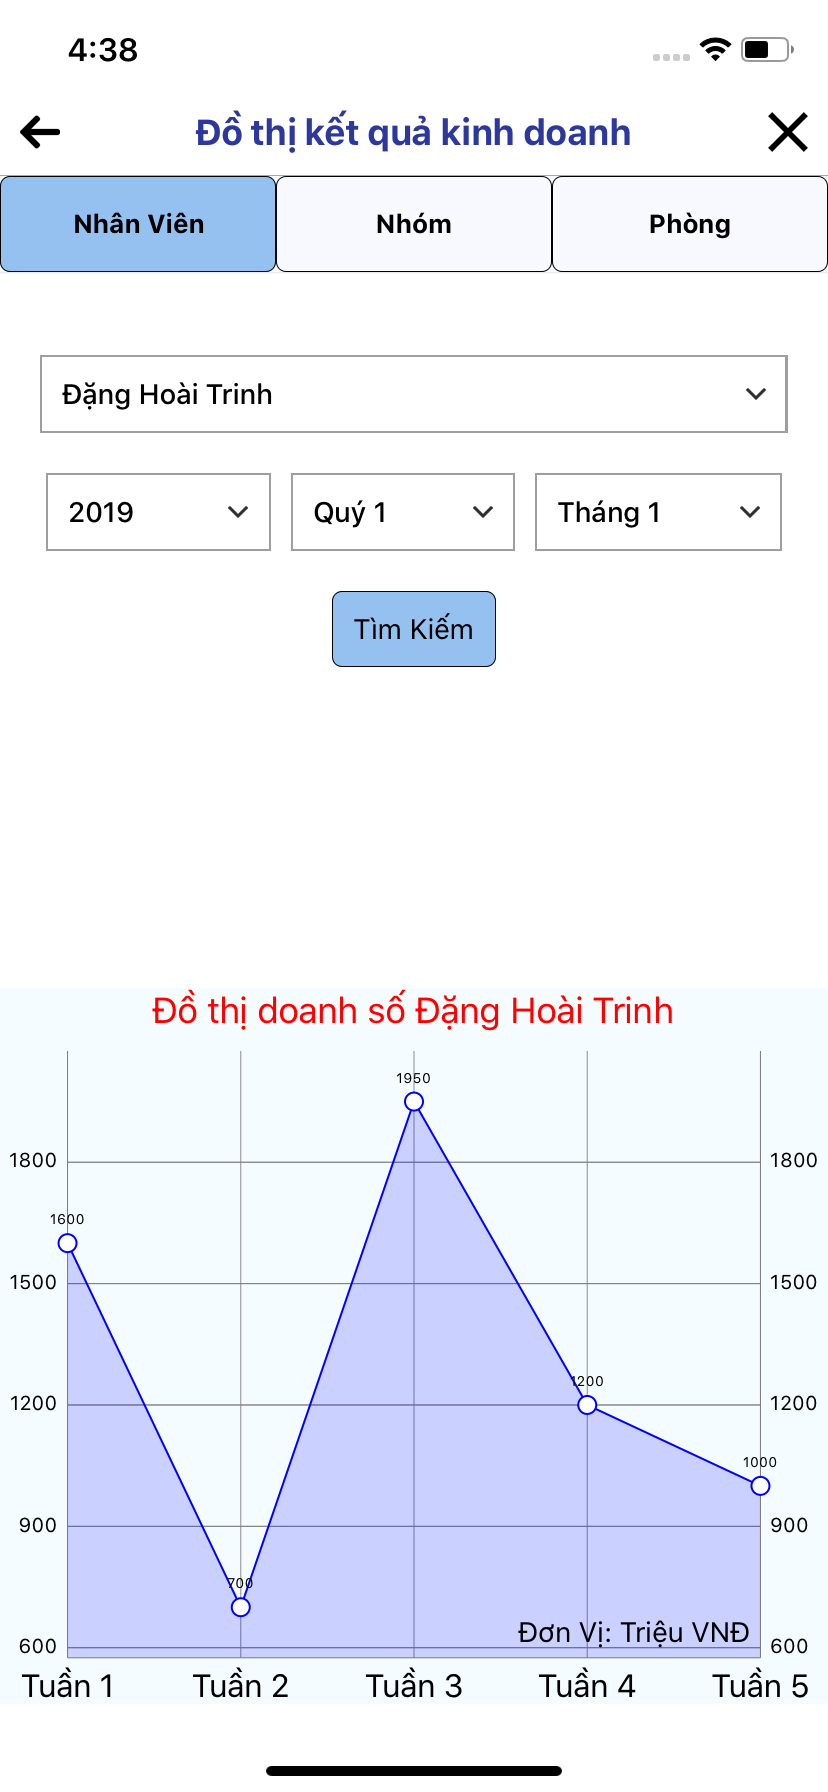 4:38
Đồ thị kết quả kinh doanh
Nhân Viên Nhóm Phòng
Đặng Hoài Trinh
2019 Quý 1 Tháng 1
Tìm Kiếm
Đồ thị doanh số Đặng Hoài Trinh
1950
1800 1800
1600
1500 1500
1200
1200 1200
1000
900 900
700
Đơn Vị: Triệu VNĐ
600 600
Tuần 1 Tuần 2 Tuần 3 Tuần 4 Tuần 5